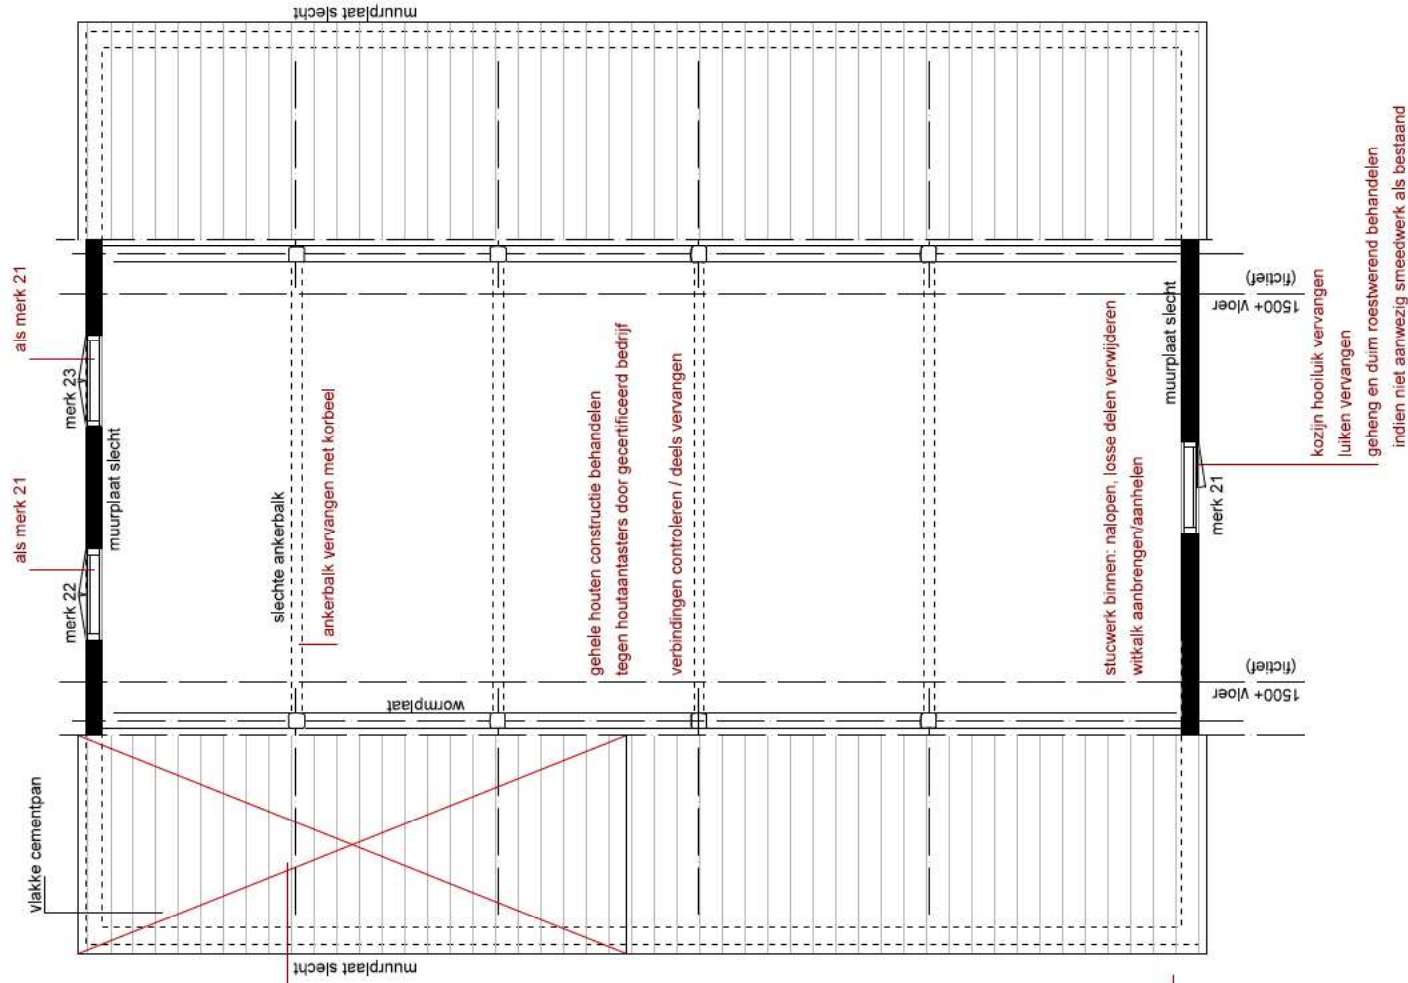 muurplaat slecht
als merk 21
merk 23
als merk 21
muurplaat slecht
merk 22
slechte ankerbalk
ankerbalk vervangen met korbeel
gehele houten constructie behandelen
tegen houtaantasters door gecertificeerd bedrijf
verbindingen controleren / deels vervangen
stucwerk binnen: nalopen, losse delen verwijderen
witkalk aanbrengen/aanhelen
muurplaat slecht
1500+ vloer
(fictief)
merk 21
kozijn hooiluik vervangen
luiken vervangen
geheng en duim roestwerend behandelen
indien niet aanwezig smeedwerk als bestaand
wormplaat
1500+ vloer
(fictief)
vlakke cementpan
muurplaat slecht